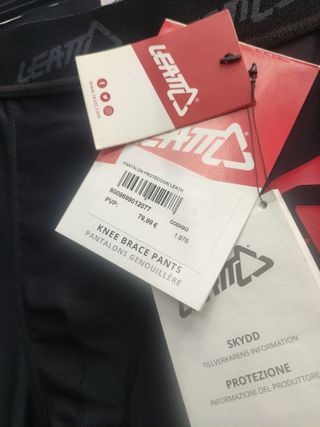 LEATT
LEATT
www.leatt.com
LEATT
PANTALON PROTECCION LEATT
6009699012077
PVP:
79,99 €
CODIGO
1.976
KNEE BRACE PANTS
PANTALONS GENOUILLÈRE
LEATT
SKYDD
TILLVERKARENS INFORMATION
PROTEZIONE
INFORMAZIONI DEL PRODUTTORE